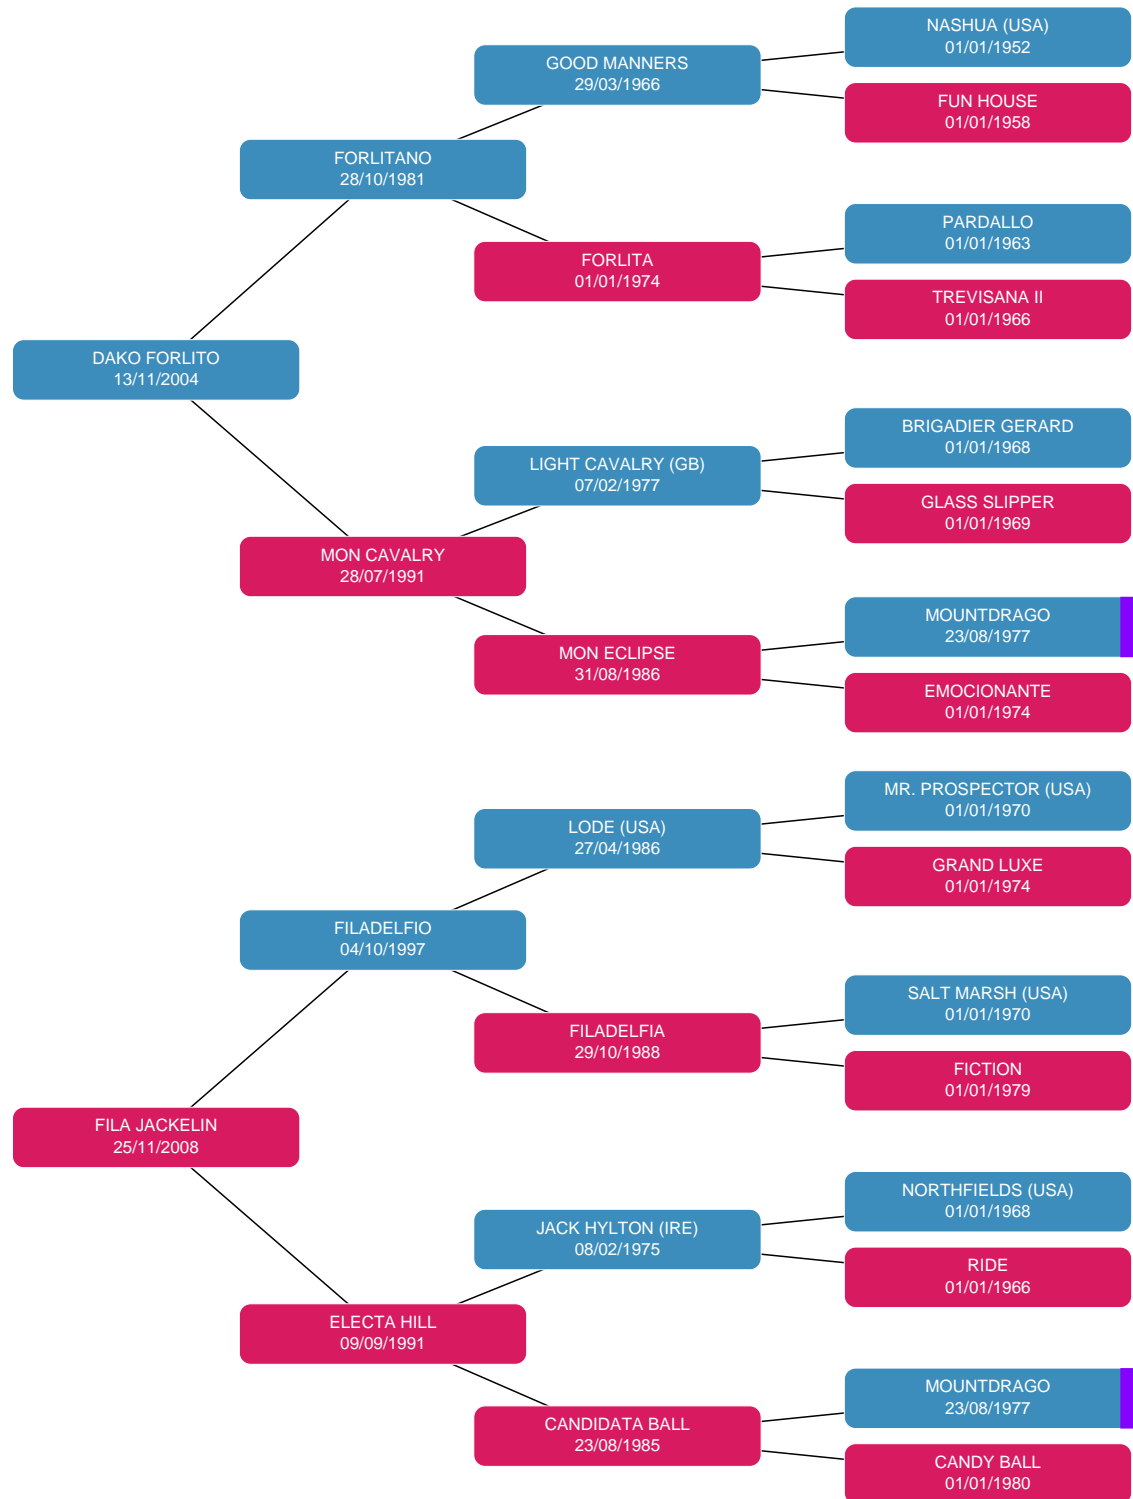 NASHUA (USA)
01/01/1952
GOOD MANNERS
29/03/1966
FUN HOUSE
01/01/1958
FORLITANO
28/10/1981
PARDALLO
01/01/1963
FORLITA
01/01/1974
TREVISANA II
01/01/1966
DAKO FORLITO
13/11/2004
BRIGADIER GERARD
01/01/1968
LIGHT CAVALRY (GB)
07/02/1977
GLASS SLIPPER
01/01/1969
MON CAVALRY
28/07/1991
MOUNTDRAGO
23/08/1977
MON ECLIPSE
31/08/1986
EMOCIONANTE
01/01/1974
MR. PROSPECTOR (USA)
01/01/1970
LODE (USA)
27/04/1986
GRAND LUXE
01/01/1974
FILADELFIO
04/10/1997
SALT MARSH (USA)
01/01/1970
FILADELFIA
29/10/1988
FICTION
01/01/1979
FILA JACKELIN
25/11/2008
NORTHFIELDS (USA)
01/01/1968
JACK HYLTON (IRE)
08/02/1975
RIDE
01/01/1966
ELECTA HILL
09/09/1991
MOUNTDRAGO
23/08/1977
CANDIDATA BALL
23/08/1985
CANDY BALL
01/01/1980